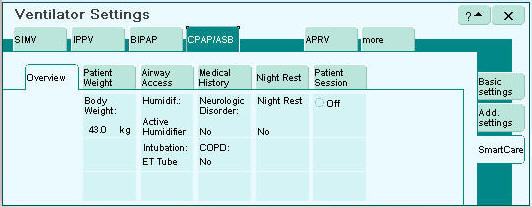 Ventilator Settings
?
SIMV IPPV BIPAP CPAP/ASB APRV more
Overview Patient Weight Airway Access Medical History Night Rest Patient Session
Body Weight: Humidif.: Neurologic Disorder: Night Rest Off
43.0 kg Active Humidifier No No
Intubation: COPD:
ET Tube No
Basic settings
Add. settings
SmartCare